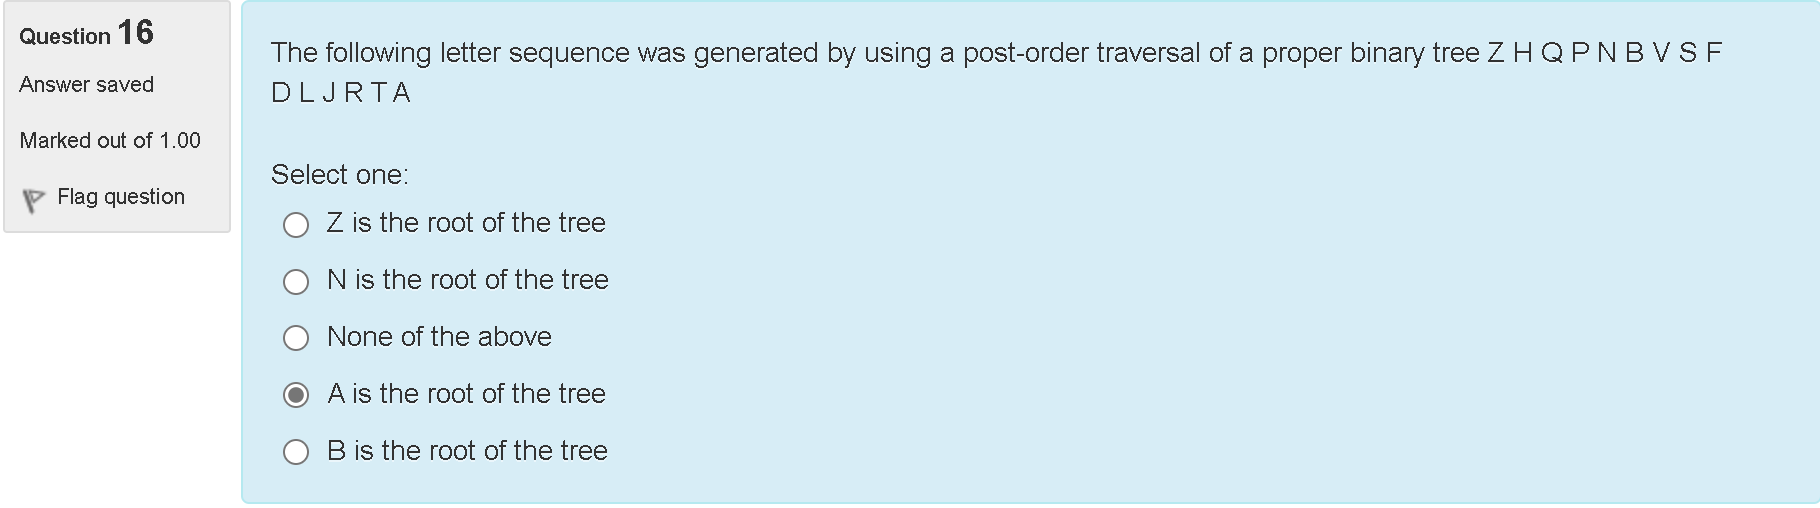 Question 16
Answer saved
Marked out of 1.00
Flag question
The following letter sequence was generated by using a post-order traversal of a proper binary tree Z H Q P N B V S F
D L J R T A
Select one:
Z is the root of the tree
N is the root of the tree
None of the above
A is the root of the tree
B is the root of the tree